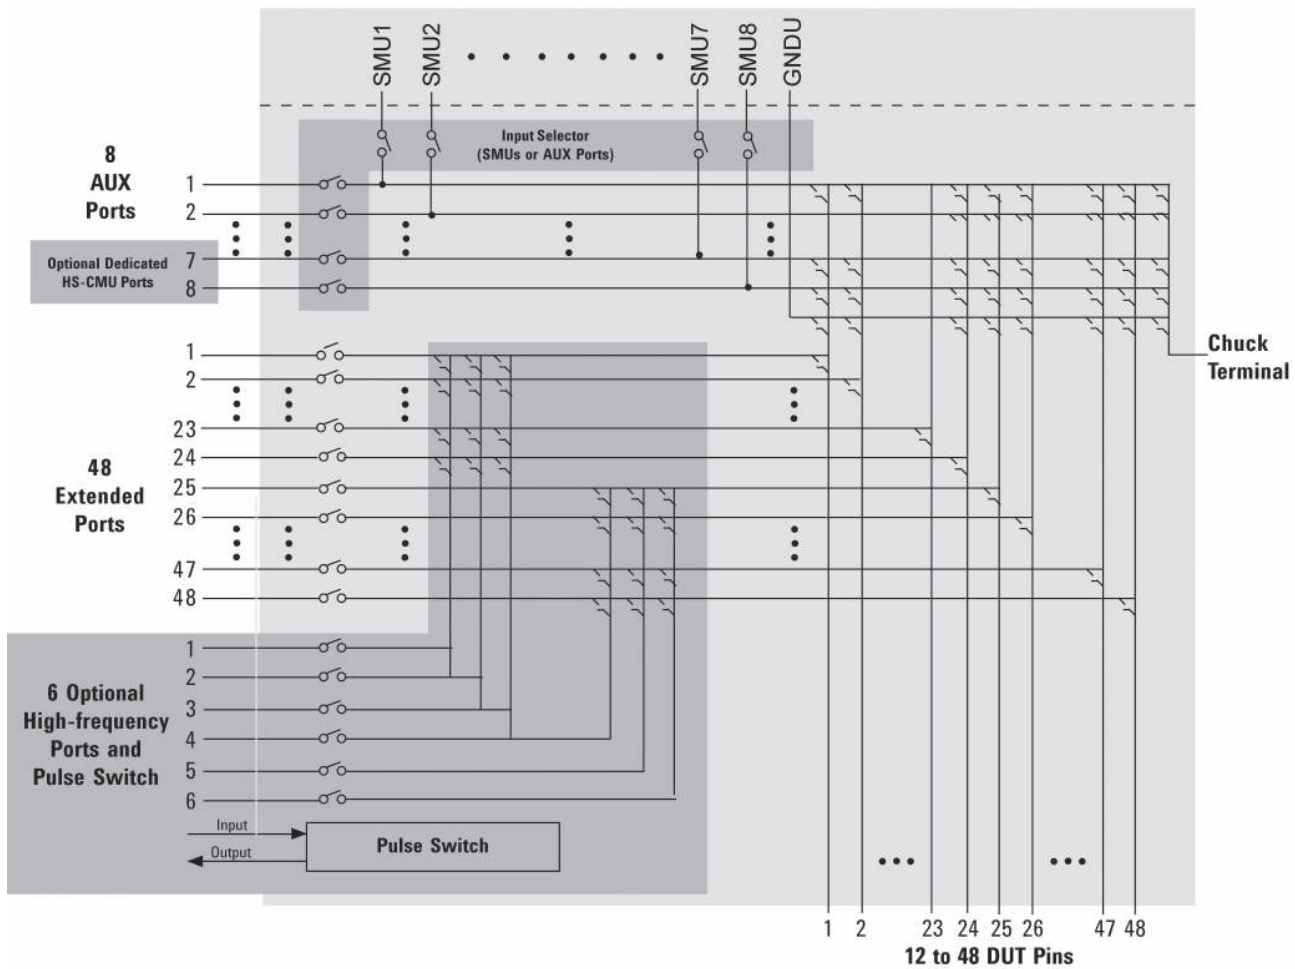 SMU1
SMU2
SMU7
SMU8
GNDU
Input Selector
(SMUs or AUX Ports)
8
AUX
Ports
1
2
7
8
Optional Dedicated
HS-CMU Ports
Chuck
Terminal
48
Extended
Ports
1
2
23
24
25
26
47
48
6 Optional
High-frequency
Ports and
Pulse Switch
1
2
3
4
5
6
Input
Output
Pulse Switch
1 2 23 24 25 26 47 48
12 to 48 DUT Pins